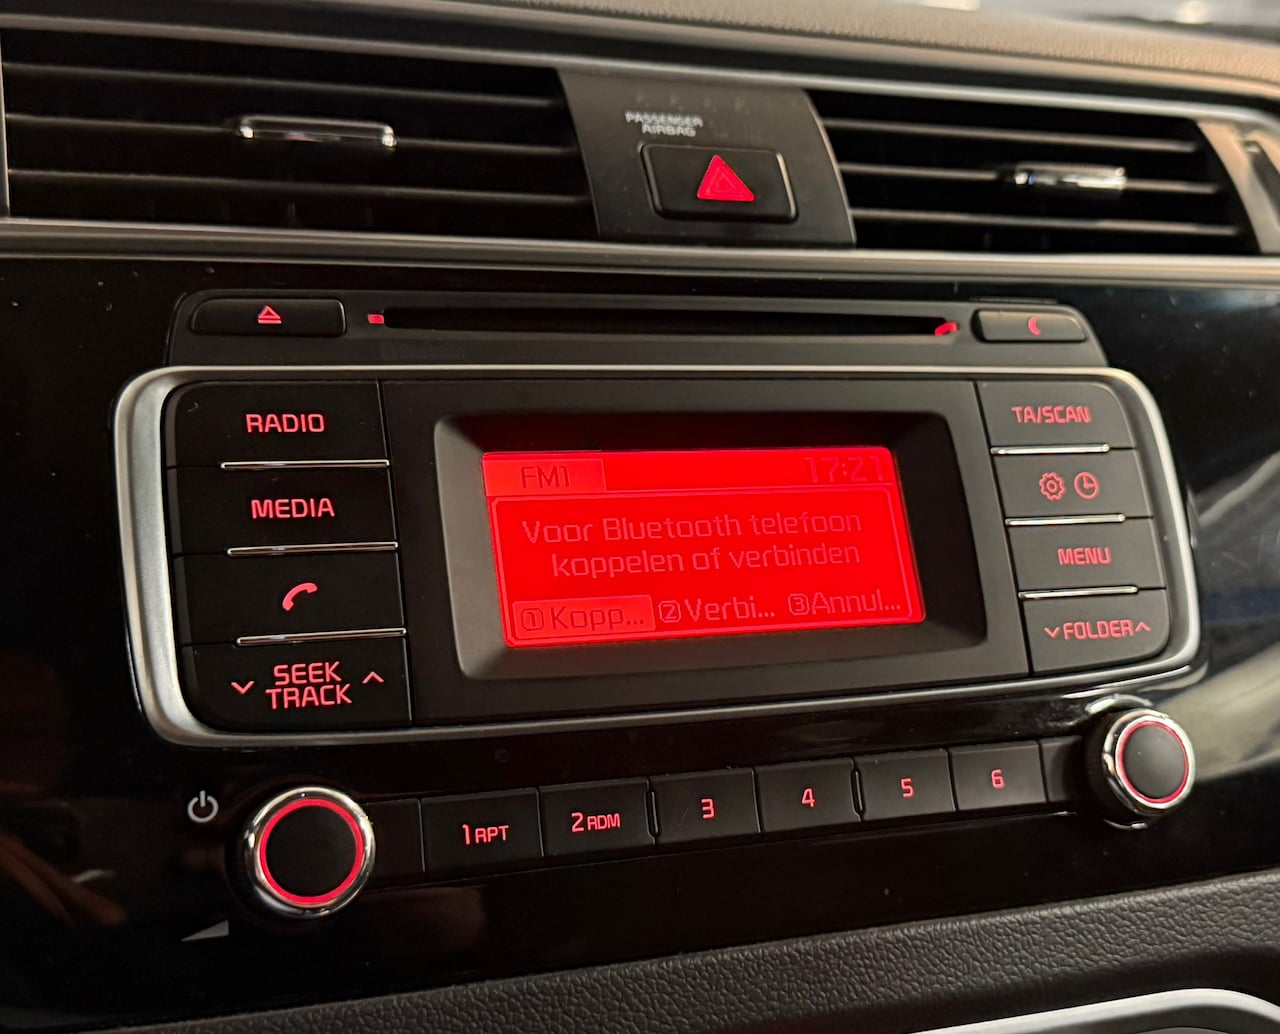 PASSENGER
AIRBAG
RADIO
MEDIA
SEEK
TRACK
FM1 17:21
Voor Bluetooth telefoon
koppelen of verbinden
1 Kopp... 2 Verbi... 3 Annul...
TA/SCAN
MENU
FOLDER
1 RPT
2 RDM
3
4
5
6